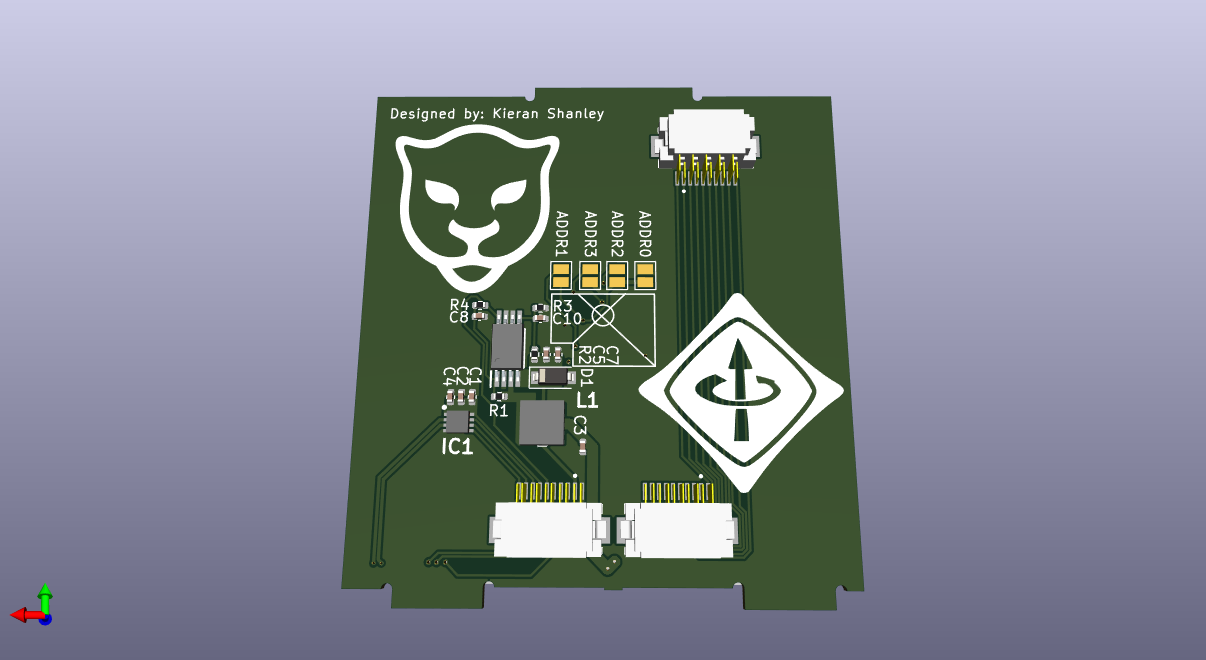 Designed by: Kieran Shanley
ADDR1
ADDR3
ADDR2
ADDR0
R4
C8
R3
C10
R2
C5
C7
D1
C4
C2
C1
R1
L1
C3
IC1